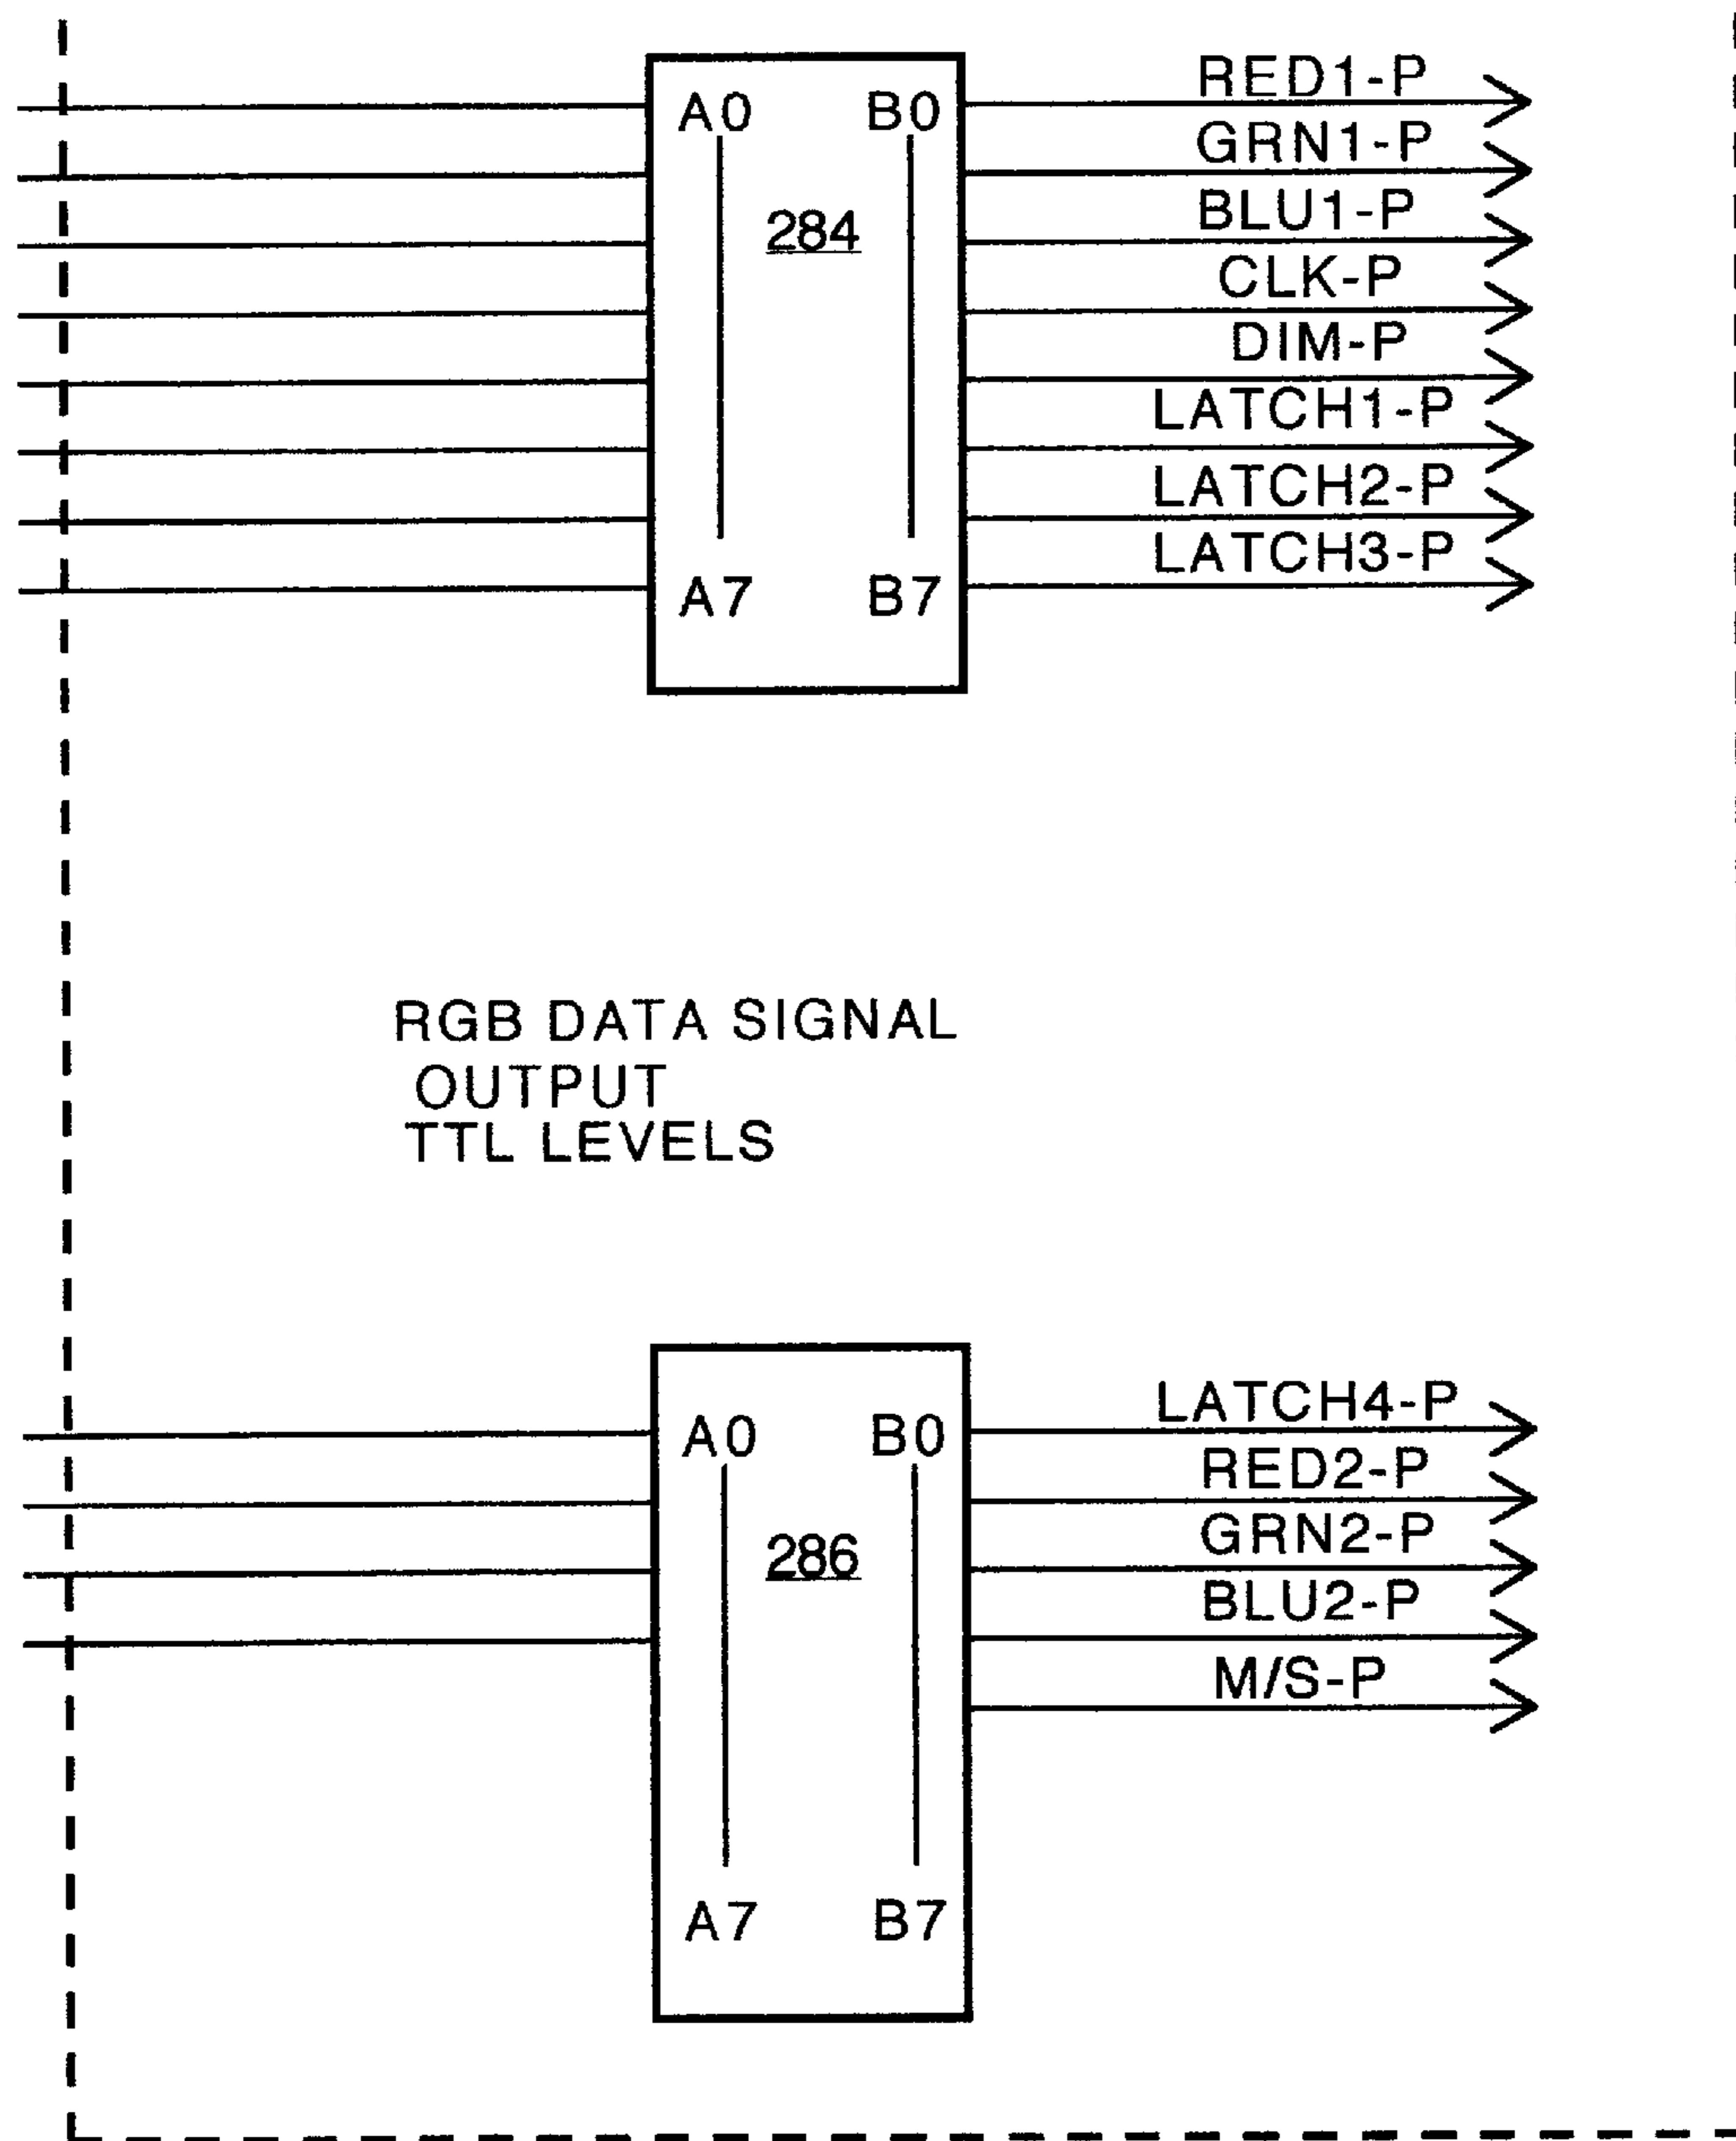 RED1-P
A0 B0
GRN1-P
BLU1-P
284
CLK-P
DIM-P
LATCH1-P
LATCH2-P
LATCH3-P
A7 B7
RGB DATA SIGNAL
OUTPUT
TTL LEVELS
LATCH4-P
A0 B0
RED2-P
GRN2-P
286
BLU2-P
M/S-P
A7 B7